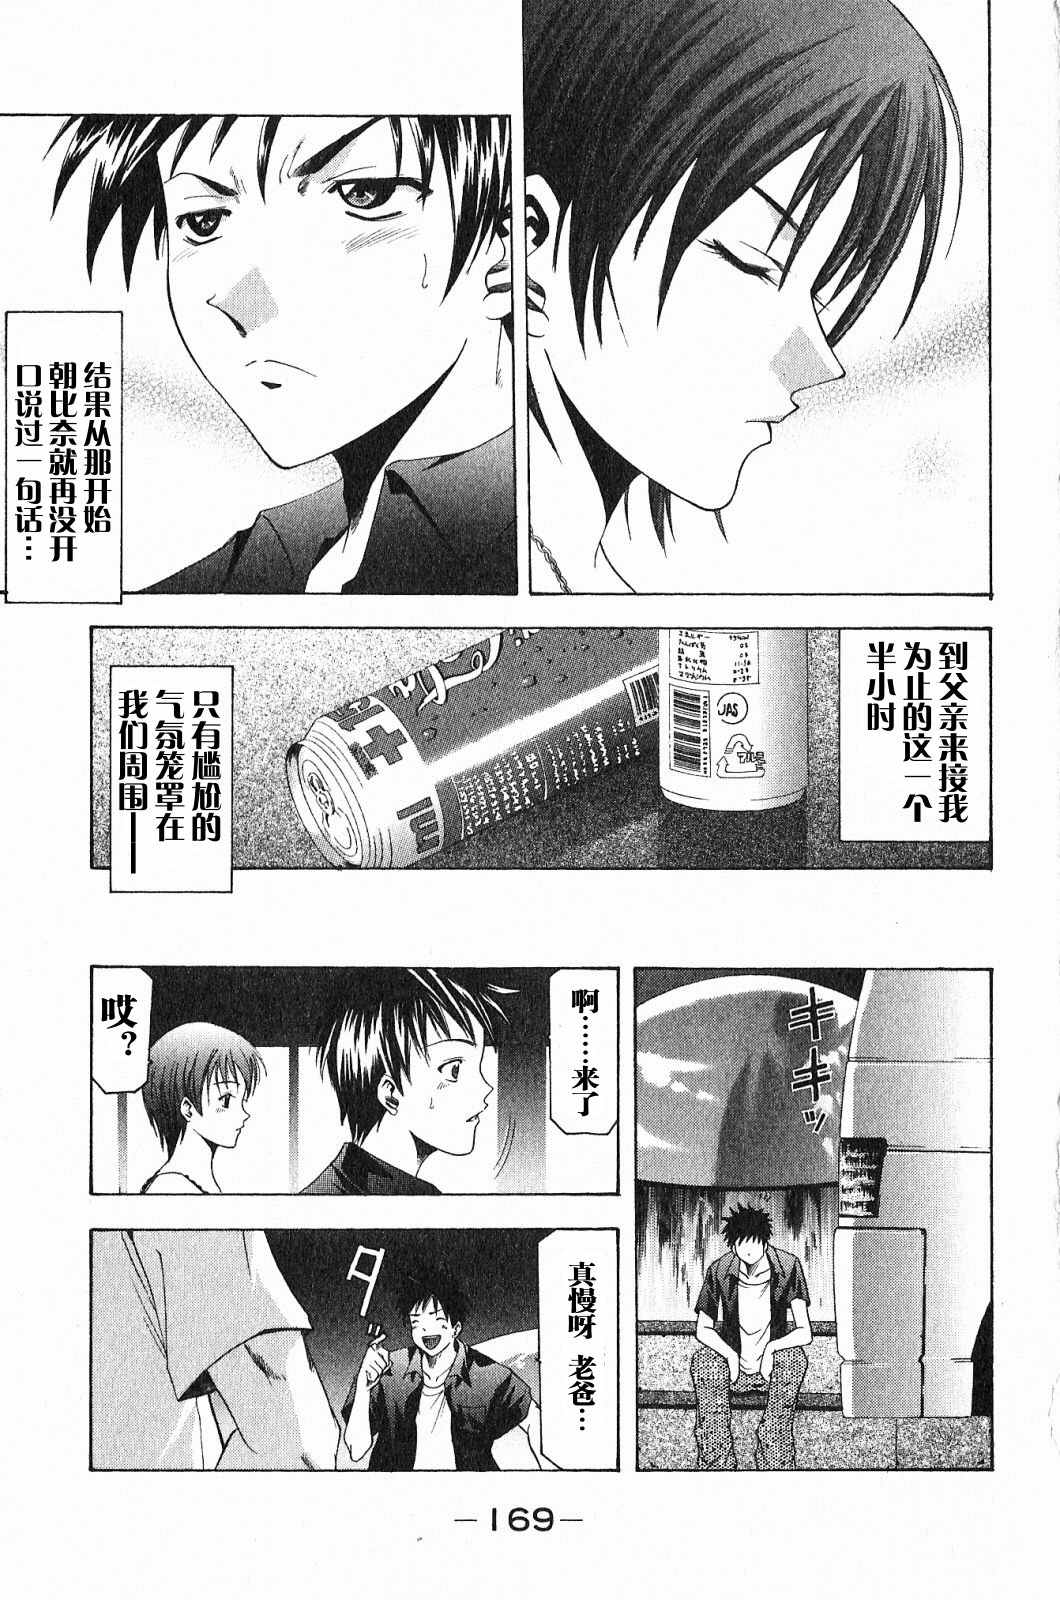 结果从那开始
朝比奈就再没开
口说过一句话…
到父亲来接我
为止的这一个
半小时
JAS
只有尴尬的
气氛笼罩在
我们周围——
キキキッ
啊……来了
哎?
真慢呀 老爸…
ダッ
—169—